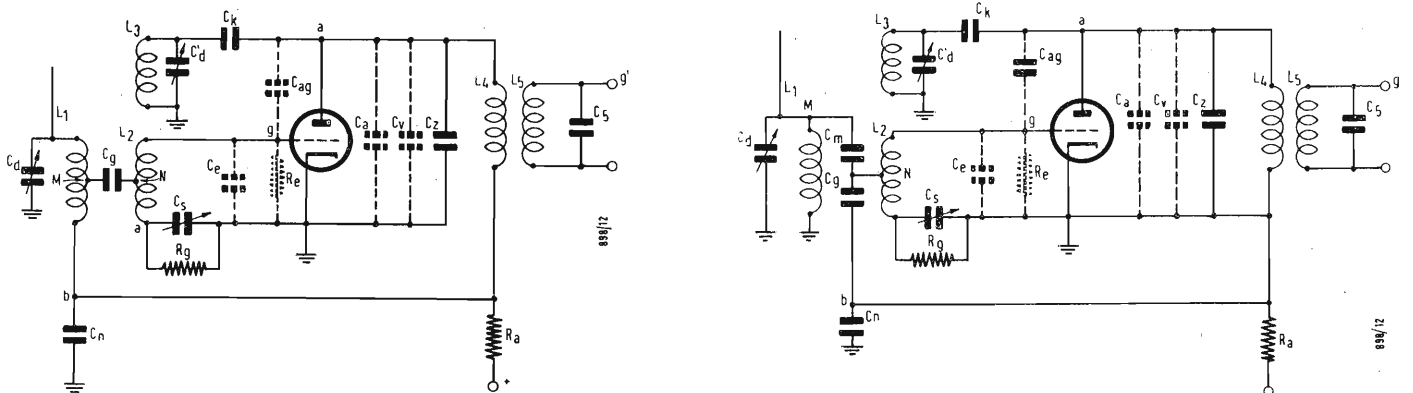 L3
C'd
Ck
a
L1
Cag
L4
L5
g'
L2
g
Ca
Cv
Cz
C5
Cd
M
Cg
N
Ce
Re
a
Cs
Rg
898/12
b
Cn
Ra
+
L3
C'd
Ck
a
L1
Cag
L4
L5
g
M
Cd
Cm
L2
g
Ca
Cv
Cz
C5
Cg
N
Ce
Re
Cs
Rg
b
Cn
Ra
898/12